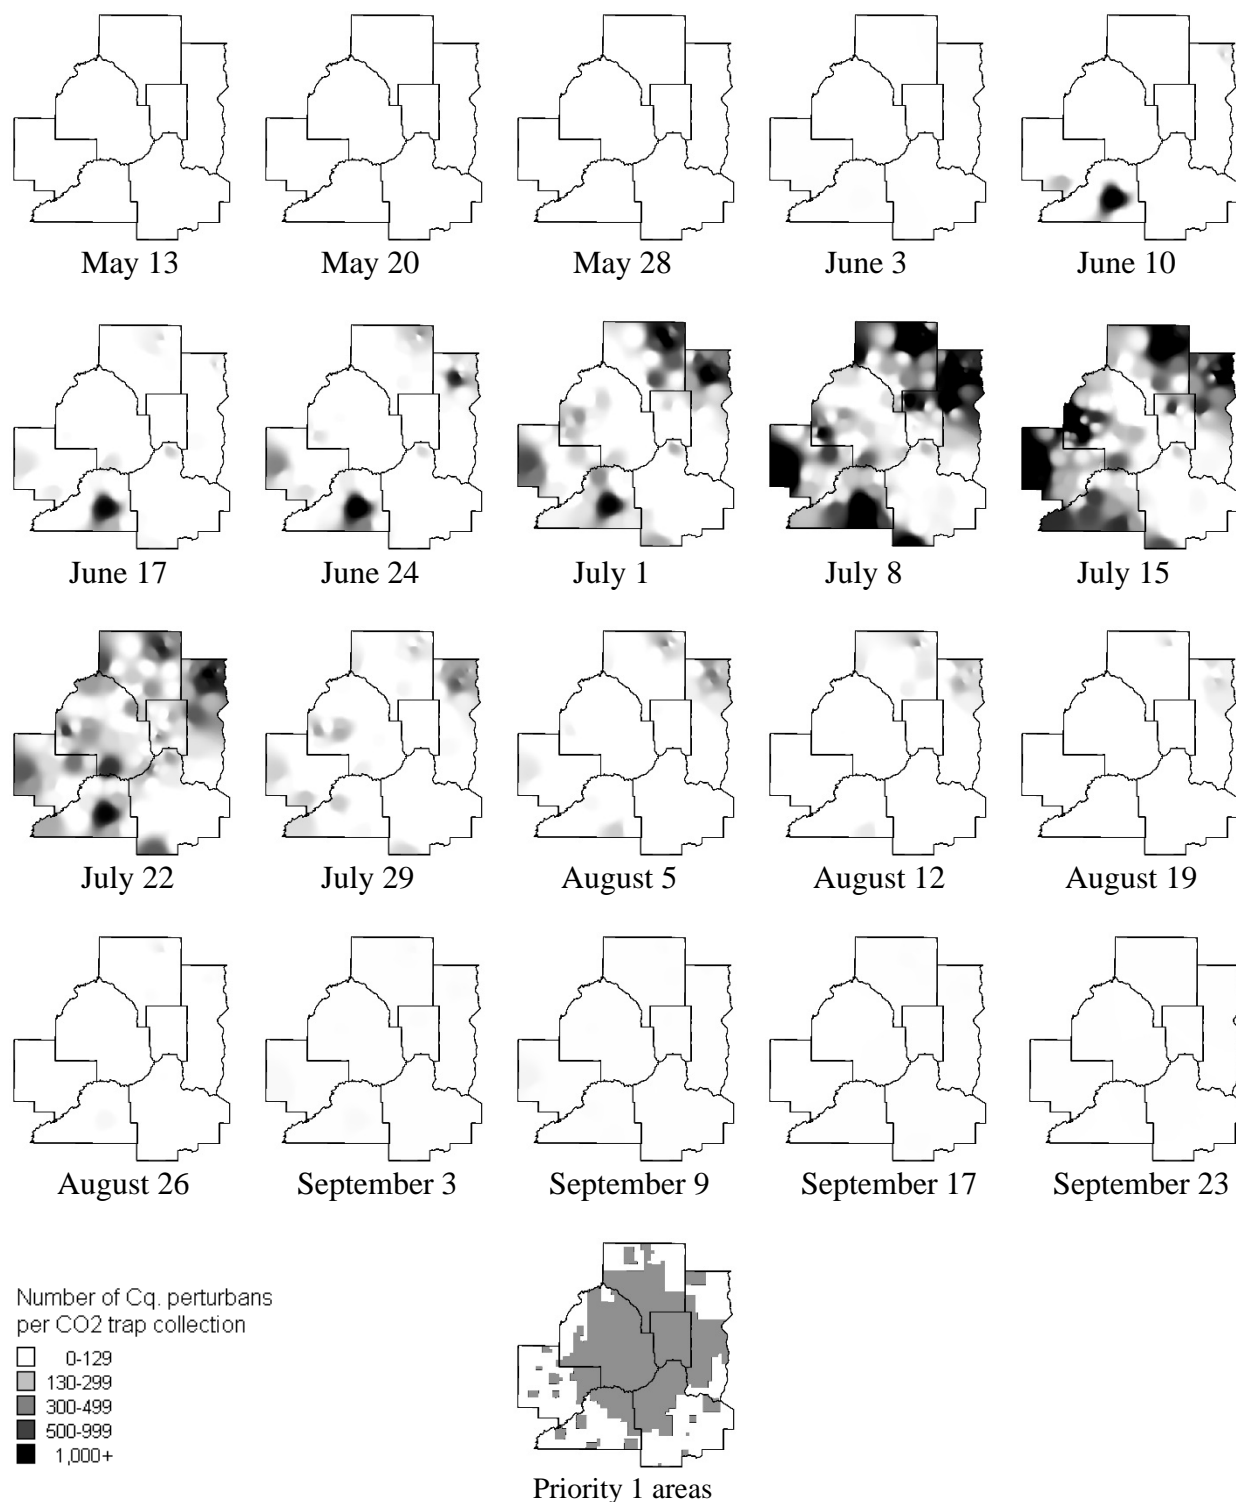 May 13
May 20
May 28
June 3
June 10
June 17
June 24
July 1
July 8
July 15
July 22
July 29
August 5
August 12
August 19
August 26
September 3
September 9
September 17
September 23
Number of Cq. perturbans
per CO2 trap collection
0-129
130-299
300-499
500-999
1,000+
Priority 1 areas